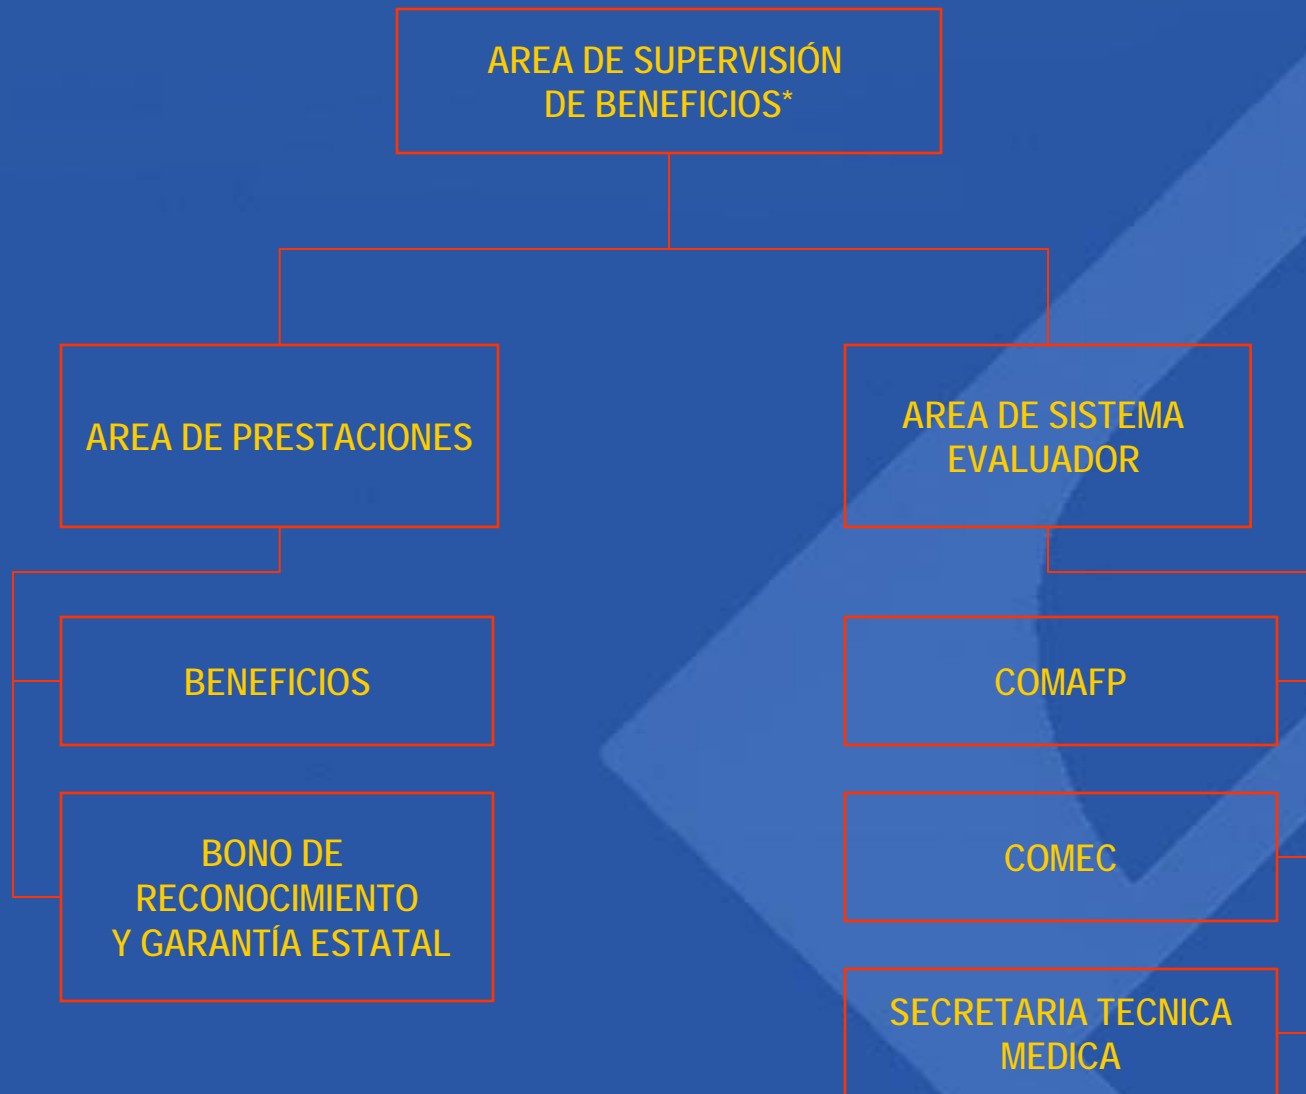 AREA DE SUPERVISIÓN
DE BENEFICIOS*
AREA DE PRESTACIONES
AREA DE SISTEMA
EVALUADOR
BENEFICIOS
COMAFP
BONO DE
RECONOCIMIENTO
Y GARANTÍA ESTATAL
COMEC
SECRETARIA TECNICA
MEDICA